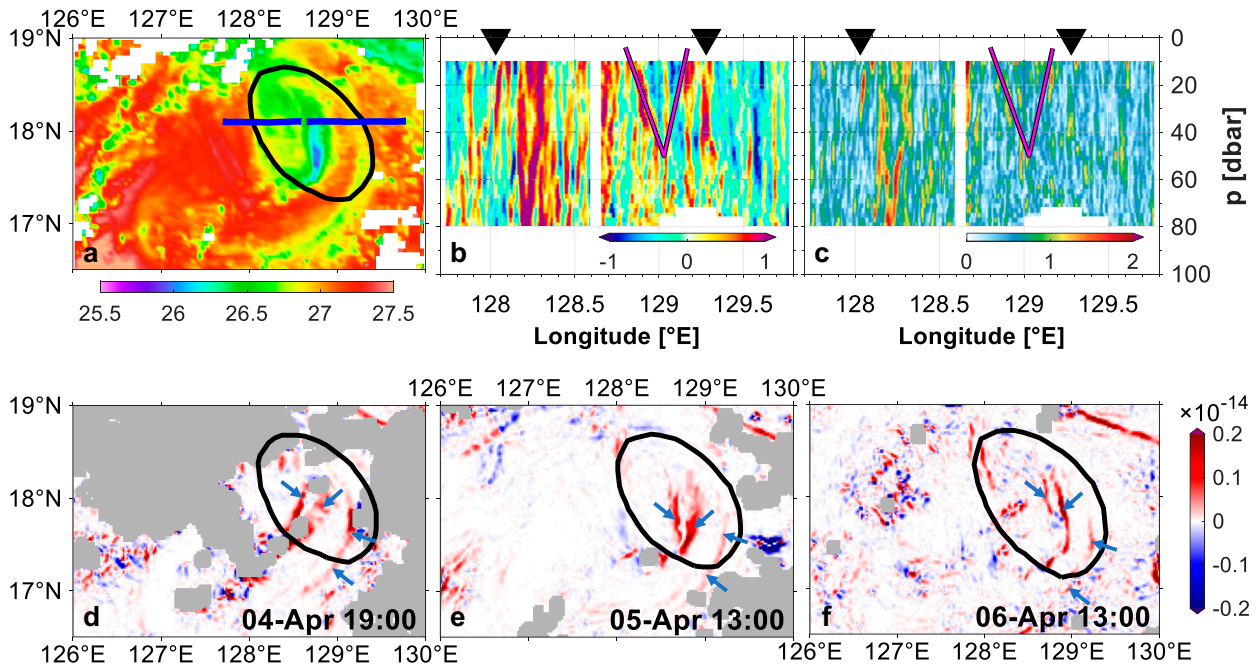 126°E 127°E 128°E 129°E 130°E
19°N
18°N
17°N
a
25.5 26 26.5 27 27.5
b
-1 0 1
128 128.5 129 129.5
Longitude [°E]
c
0 1 2
128 128.5 129 129.5
Longitude [°E]
0
20
40
60
80
100
p [dbar]
19°N
18°N
17°N
d
04-Apr 19:00
126°E 127°E 128°E 129°E 130°E
126°E 127°E 128°E 129°E 130°E
e
05-Apr 13:00
f
06-Apr 13:00
126°E 127°E 128°E 129°E 130°E
×10⁻¹⁴
0.2
0.1
0
-0.1
-0.2